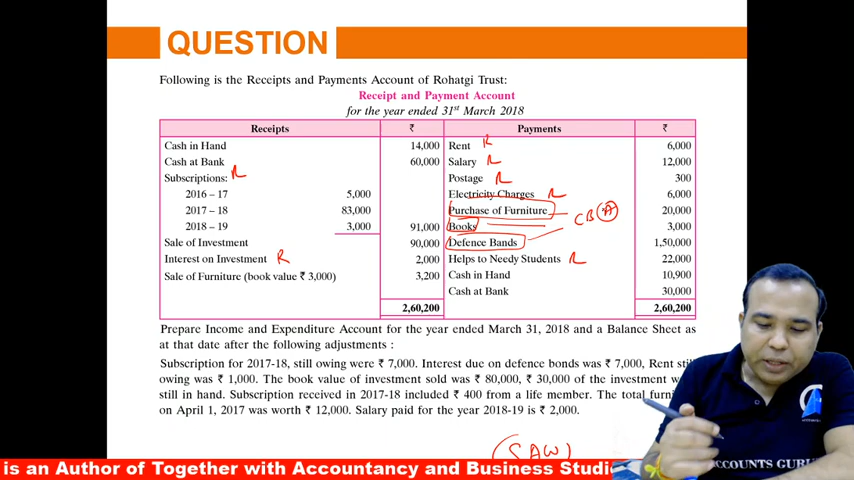 QUESTION
Following is the Receipts and Payments Account of Rohatgi Trust:
Receipt and Payment Account
for the year ended 31st March 2018
Receipts ₹ Payments ₹
Cash in Hand 14,000 Rent R 6,000
Cash at Bank 60,000 Salary R 12,000
Subscriptions: R Postage R 300
2016 – 17 5,000 Electricity Charges R 6,000
2017 – 18 83,000 Purchase of Furniture CB (A) 20,000
2018 – 19 3,000 91,000 Books 3,000
Sale of Investment 90,000 Defence Bands 1,50,000
Interest on Investment R 2,000 Helps to Needy Students R 22,000
Sale of Furniture (book value ₹ 3,000) 3,200 Cash in Hand 10,900
Cash at Bank 30,000
2,60,200 2,60,200
Prepare Income and Expenditure Account for the year ended March 31, 2018 and a Balance Sheet as
at that date after the following adjustments :
Subscription for 2017-18, still owing were ₹ 7,000. Interest due on defence bonds was ₹ 7,000, Rent still
owing was ₹ 1,000. The book value of investment sold was ₹ 80,000, ₹ 30,000 of the investment
still in hand. Subscription received in 2017-18 included ₹ 400 from a life member. The total
on April 1, 2017 was worth ₹ 12,000. Salary paid for the year 2018-19 is ₹ 2,000.
(SAW)
is an Author of Together with Accountancy and Business Studi
ACCOUNTS GURU